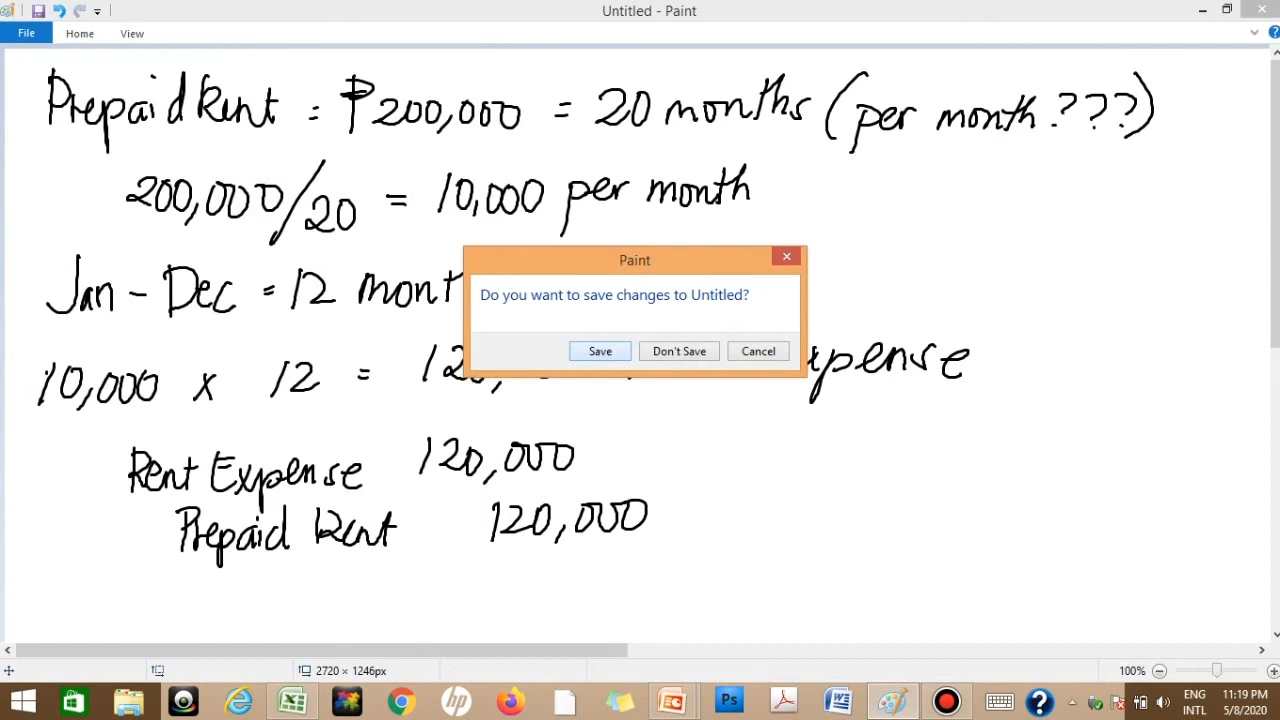 Untitled - Paint
File Home View
Prepaid Rent = ₱200,000 = 20 months (per month???)
200,000/20 = 10,000 per month
Jan - Dec = 12 mont
Paint
Do you want to save changes to Untitled?
Save Don't Save Cancel
10,000 x 12 = 12 xpense
Rent Expense 120,000
Prepaid Rent 120,000
2720 × 1246px 100%
ENG 11:19 PM
INTL 5/8/2020